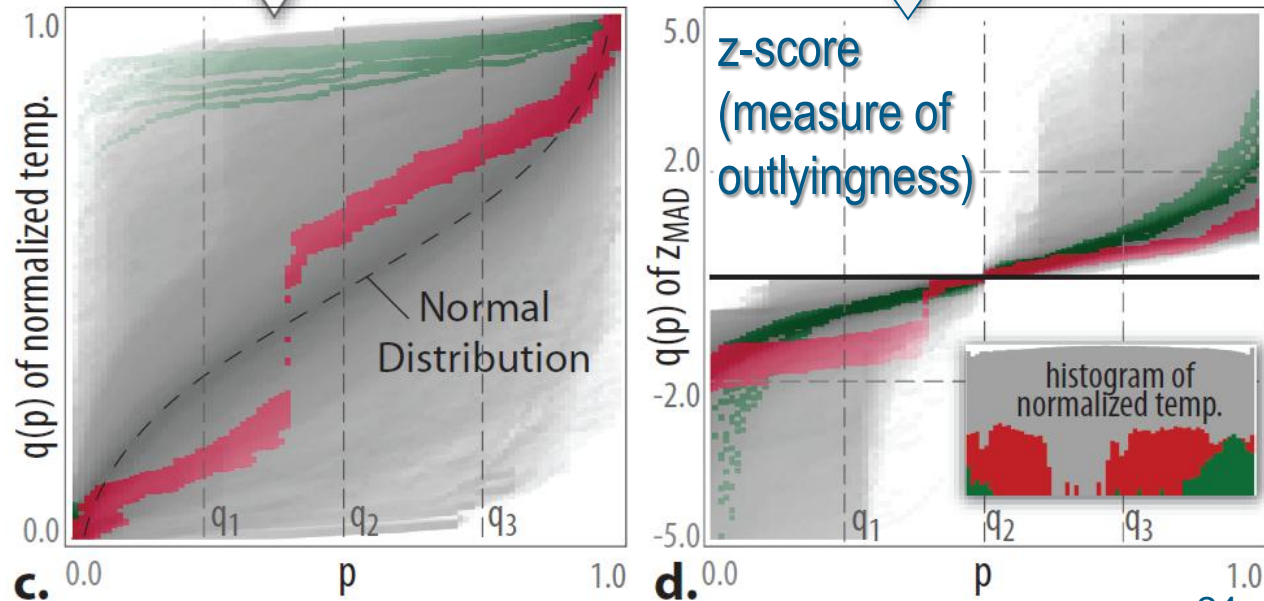 1.0
q(p) of normalized temp.
0.0
Normal
Distribution
q1
q2
q3
c.
0.0
p
1.0
5.0
2.0
-2.0
-5.0
q(p) of zMAD
z-score
(measure of
outlyingness)
histogram of
normalized temp.
q1
q2
q3
d.
0.0
p
1.0